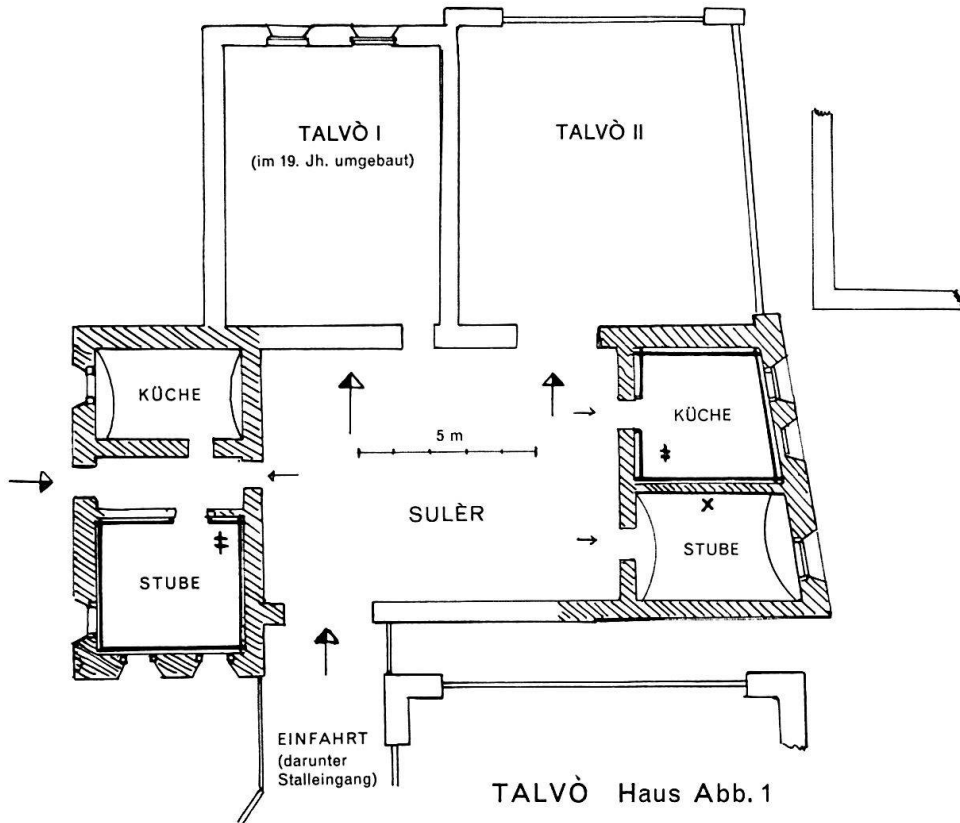 TALVÒ I
(im 19. Jh. umgebaut)
TALVÒ II
KÜCHE
KÜCHE
5 m
SULÈR
STUBE
STUBE
EINFAHRT
(darunter
Stalleingang)
TALVÒ Haus Abb. 1